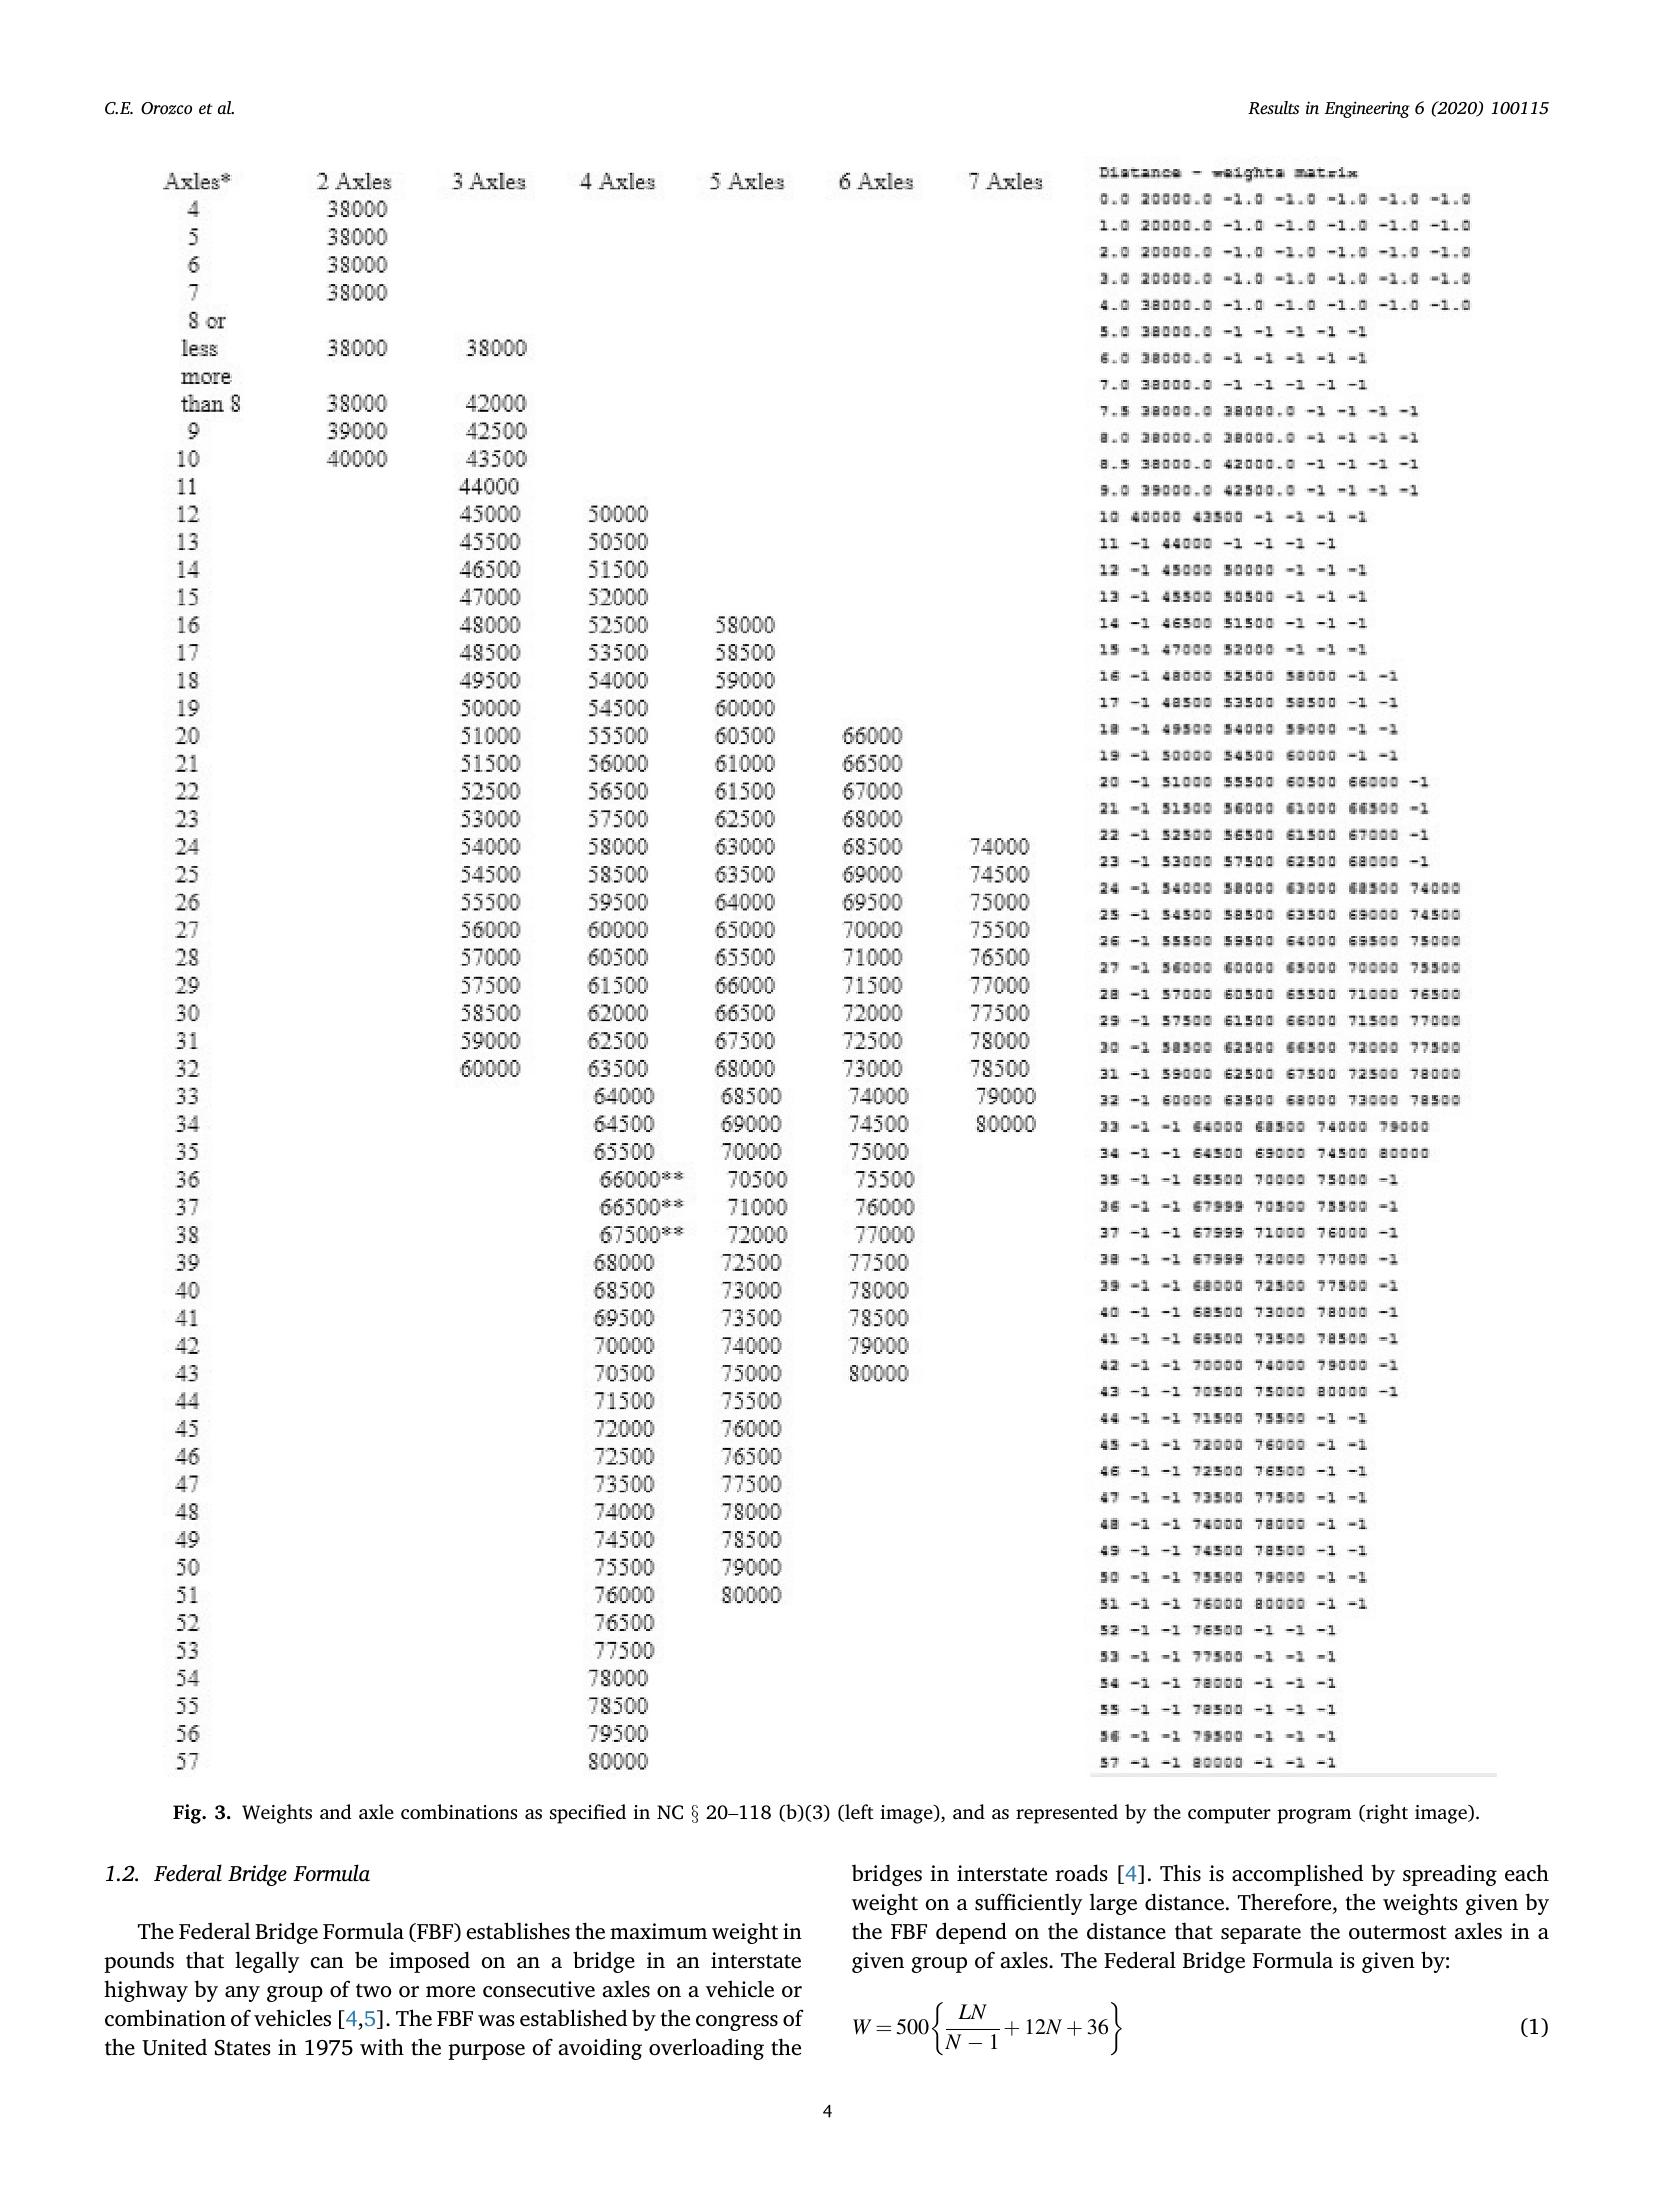 C.E. Orozco et al.
Results in Engineering 6 (2020) 100115
Axles* 2 Axles 3 Axles 4 Axles 5 Axles 6 Axles 7 Axles
4 38000
5 38000
6 38000
7 38000
8 or
less 38000 38000
more
than 8 38000 42000
9 39000 42500
10 40000 43500
11 44000
12 45000 50000
13 45500 50500
14 46500 51500
15 47000 52000
16 48000 52500 58000
17 48500 53500 58500
18 49500 54000 59000
19 50000 54500 60000
20 51000 55500 60500 66000
21 51500 56000 61000 66500
22 52500 56500 61500 67000
23 53000 57500 62500 68000
24 54000 58000 63000 68500 74000
25 54500 58500 63500 69000 74500
26 55500 59500 64000 69500 75000
27 56000 60000 65000 70000 75500
28 57000 60500 65500 71000 76500
29 57500 61500 66000 71500 77000
30 58500 62000 66500 72000 77500
31 59000 62500 67500 72500 78000
32 60000 63500 68000 73000 78500
33 64000 68500 74000 79000
34 64500 69000 74500 80000
35 65500 70000 75000
36 66000** 70500 75500
37 66500** 71000 76000
38 67500** 72000 77000
39 68000 72500 77500
40 68500 73000 78000
41 69500 73500 78500
42 70000 74000 79000
43 70500 75000 80000
44 71500 75500
45 72000 76000
46 72500 76500
47 73500 77500
48 74000 78000
49 74500 78500
50 75500 79000
51 76000 80000
52 76500
53 77500
54 78000
55 78500
56 79500
57 80000
Distance - weights matrix
0.0 20000.0 -1.0 -1.0 -1.0 -1.0 -1.0
1.0 20000.0 -1.0 -1.0 -1.0 -1.0 -1.0
2.0 20000.0 -1.0 -1.0 -1.0 -1.0 -1.0
3.0 20000.0 -1.0 -1.0 -1.0 -1.0 -1.0
4.0 38000.0 -1.0 -1.0 -1.0 -1.0 -1.0
5.0 38000.0 -1 -1 -1 -1 -1
6.0 38000.0 -1 -1 -1 -1 -1
7.0 38000.0 -1 -1 -1 -1 -1
7.5 38000.0 38000.0 -1 -1 -1 -1
8.0 38000.0 38000.0 -1 -1 -1 -1
8.5 38000.0 42000.0 -1 -1 -1 -1
9.0 39000.0 42500.0 -1 -1 -1 -1
10 40000 43500 -1 -1 -1 -1
11 -1 44000 -1 -1 -1 -1
12 -1 45000 50000 -1 -1 -1
13 -1 45500 50500 -1 -1 -1
14 -1 46500 51500 -1 -1 -1
15 -1 47000 52000 -1 -1 -1
16 -1 48000 52500 58000 -1 -1
17 -1 48500 53500 58500 -1 -1
18 -1 49500 54000 59000 -1 -1
19 -1 50000 54500 60000 -1 -1
20 -1 51000 55500 60500 66000 -1
21 -1 51500 56000 61000 66500 -1
22 -1 52500 56500 61500 67000 -1
23 -1 53000 57500 62500 68000 -1
24 -1 54000 58000 63000 68500 74000
25 -1 54500 58500 63500 69000 74500
26 -1 55500 59500 64000 69500 75000
27 -1 56000 60000 65000 70000 75500
28 -1 57000 60500 65500 71000 76500
29 -1 57500 61500 66000 71500 77000
30 -1 58500 62500 66500 72000 77500
31 -1 59000 62500 67500 72500 78000
32 -1 60000 63500 68000 73000 78500
33 -1 -1 64000 68500 74000 79000
34 -1 -1 64500 69000 74500 80000
35 -1 -1 65500 70000 75000 -1
36 -1 -1 67999 70500 75500 -1
37 -1 -1 67999 71000 76000 -1
38 -1 -1 67999 72000 77000 -1
39 -1 -1 68000 72500 77500 -1
40 -1 -1 68500 73000 78000 -1
41 -1 -1 69500 73500 78500 -1
42 -1 -1 70000 74000 79000 -1
43 -1 -1 70500 75000 80000 -1
44 -1 -1 71500 75500 -1 -1
45 -1 -1 72000 76000 -1 -1
46 -1 -1 72500 76500 -1 -1
47 -1 -1 73500 77500 -1 -1
48 -1 -1 74000 78000 -1 -1
49 -1 -1 74500 78500 -1 -1
50 -1 -1 75500 79000 -1 -1
51 -1 -1 76000 80000 -1 -1
52 -1 -1 76500 -1 -1 -1
53 -1 -1 77500 -1 -1 -1
54 -1 -1 78000 -1 -1 -1
55 -1 -1 78500 -1 -1 -1
56 -1 -1 79500 -1 -1 -1
57 -1 -1 80000 -1 -1 -1
Fig. 3. Weights and axle combinations as specified in NC § 20–118 (b)(3) (left image), and as represented by the computer program (right image).
1.2. Federal Bridge Formula
The Federal Bridge Formula (FBF) establishes the maximum weight in
pounds that legally can be imposed on an a bridge in an interstate
highway by any group of two or more consecutive axles on a vehicle or
combination of vehicles [4,5]. The FBF was established by the congress of
the United States in 1975 with the purpose of avoiding overloading the
bridges in interstate roads [4]. This is accomplished by spreading each
weight on a sufficiently large distance. Therefore, the weights given by
the FBF depend on the distance that separate the outermost axles in a
given group of axles. The Federal Bridge Formula is given by:
W = 500{LN/(N − 1) + 12N + 36} (1)
4